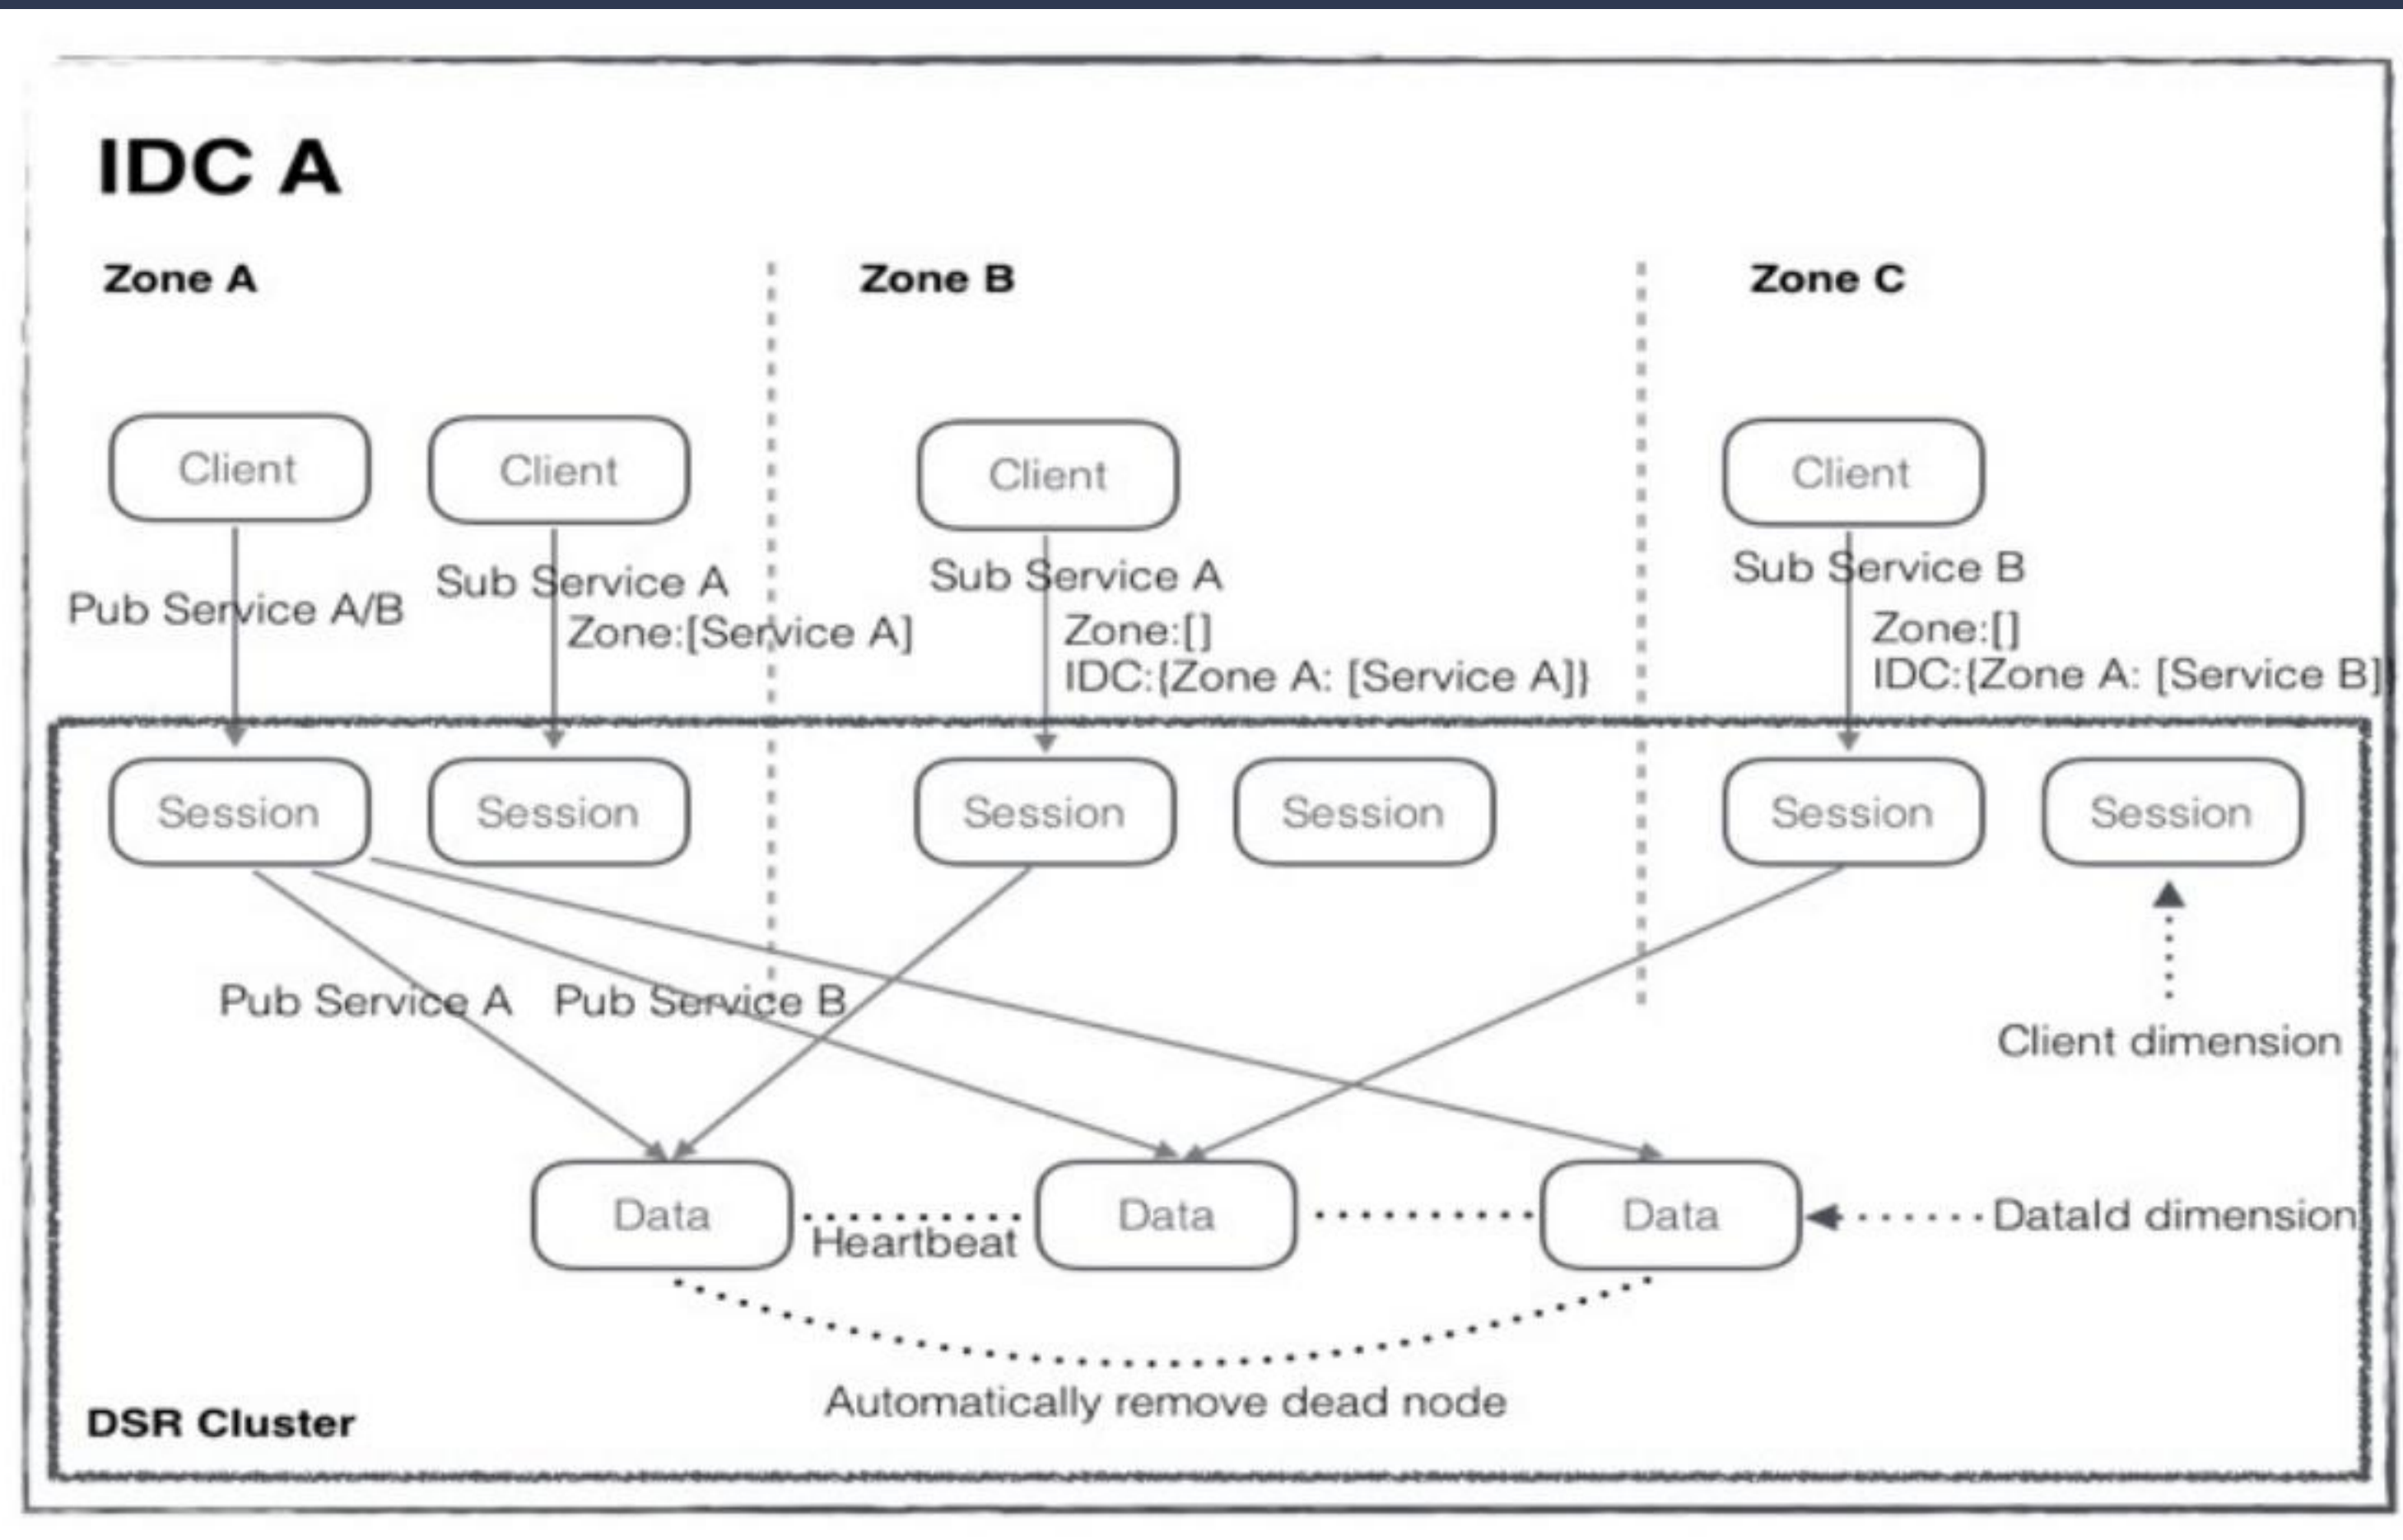 IDC A
Zone A
Zone B
Zone C
Client
Client
Client
Client
Pub Service A/B
Sub Service A
Zone:[Service A]
Sub Service A
Zone:[]
IDC:{Zone A: [Service A]}
Sub Service B
Zone:[]
IDC:{Zone A: [Service B]}
Session
Session
Session
Session
Session
Session
Pub Service A
Pub Service B
Client dimension
Data
Heartbeat
Data
Data
DataId dimension
Automatically remove dead node
DSR Cluster